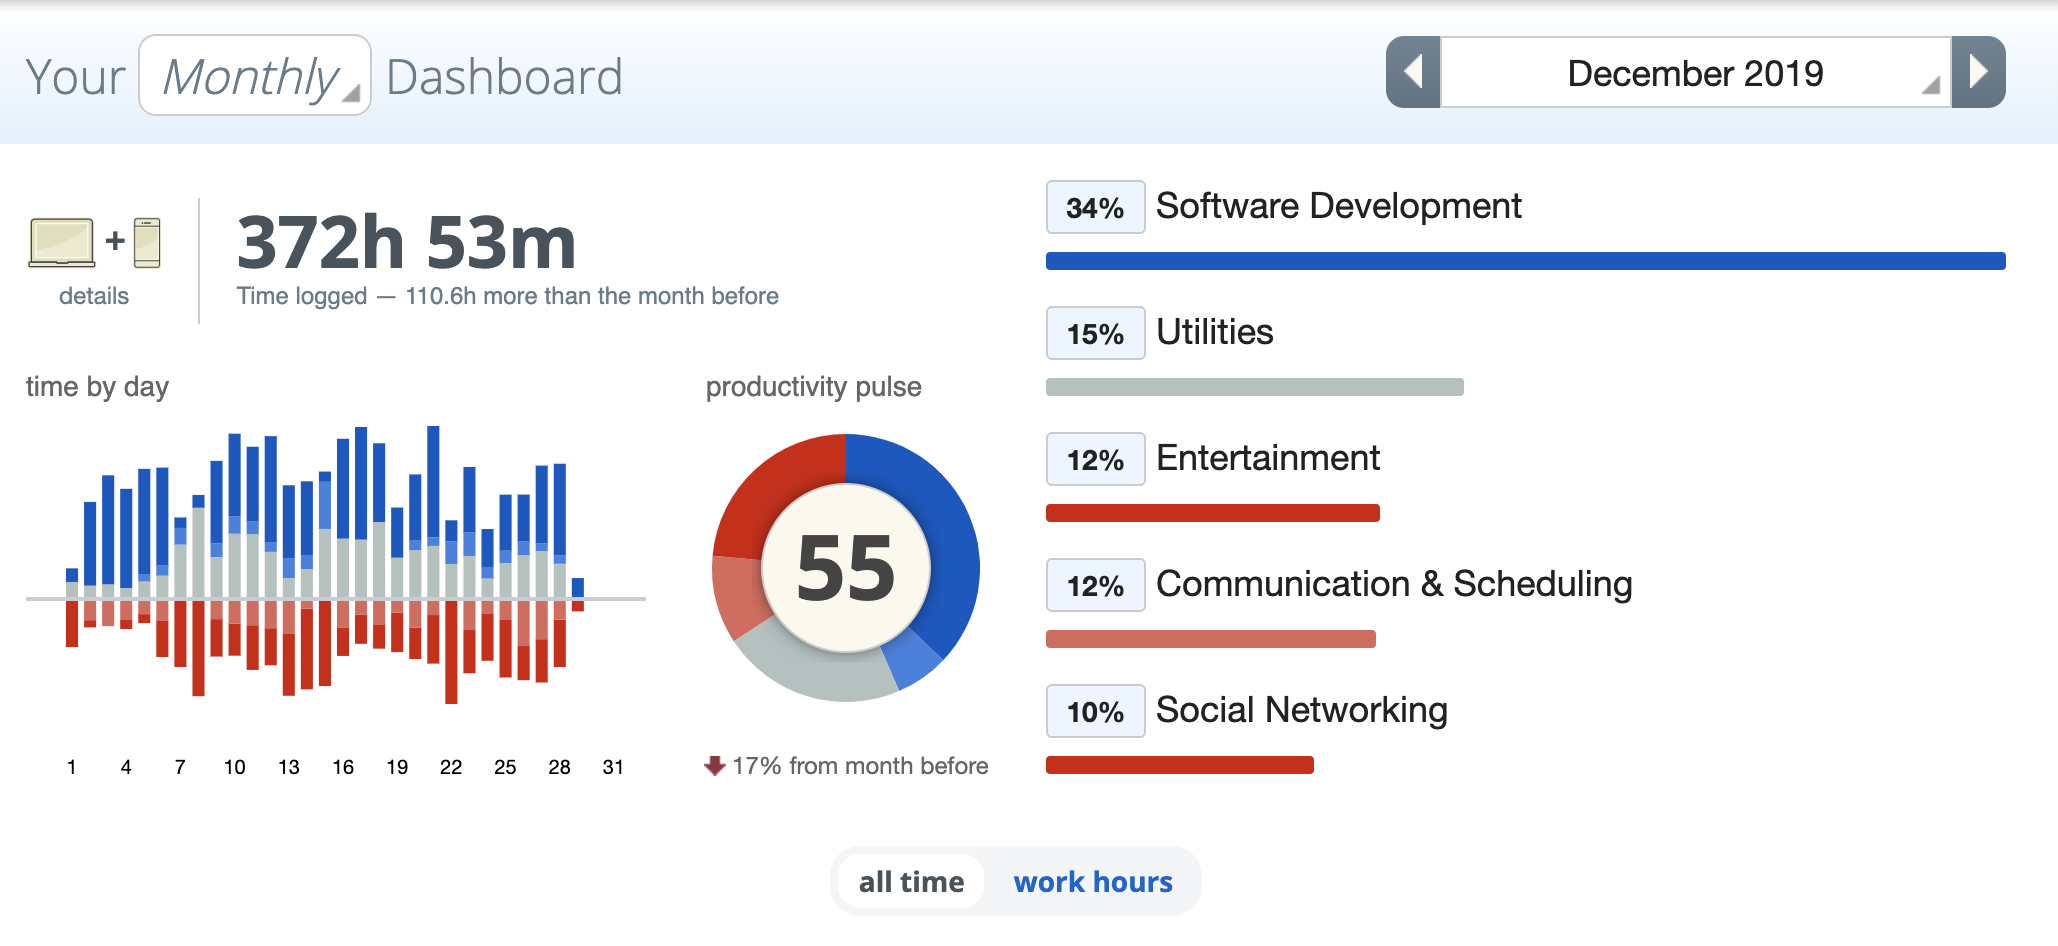 Your Monthly Dashboard
December 2019
+
details
372h 53m
Time logged — 110.6h more than the month before
time by day
1 4 7 10 13 16 19 22 25 28 31
productivity pulse
55
17% from month before
34% Software Development
15% Utilities
12% Entertainment
12% Communication & Scheduling
10% Social Networking
all time work hours